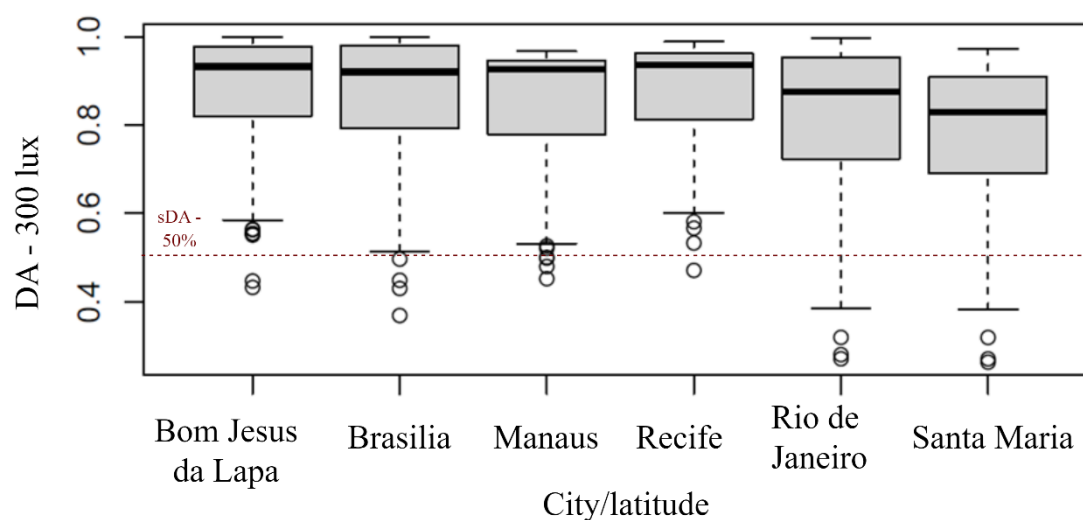 DA - 300 lux
1.0
0.8
0.6
0.4
sDA -
50%
Bom Jesus
da Lapa
Brasilia
Manaus
Recife
Rio de
Janeiro
Santa Maria
City/latitude